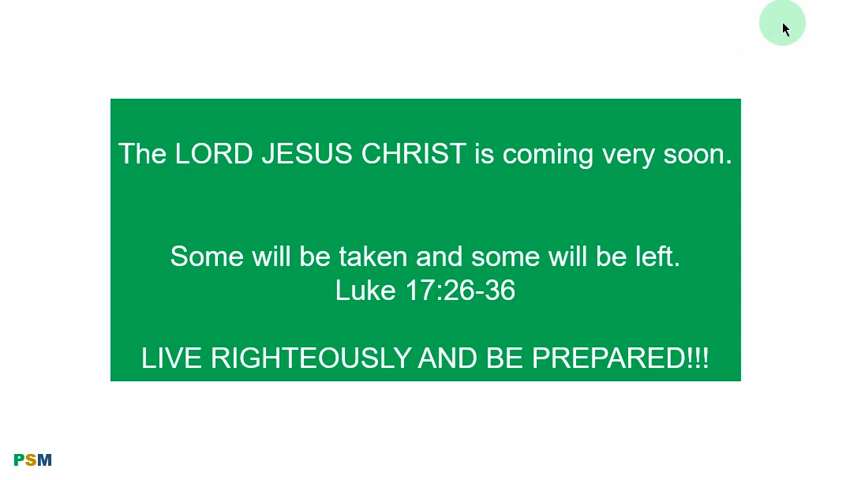 The LORD JESUS CHRIST is coming very soon.
Some will be taken and some will be left.
Luke 17:26-36
LIVE RIGHTEOUSLY AND BE PREPARED!!!
PSM